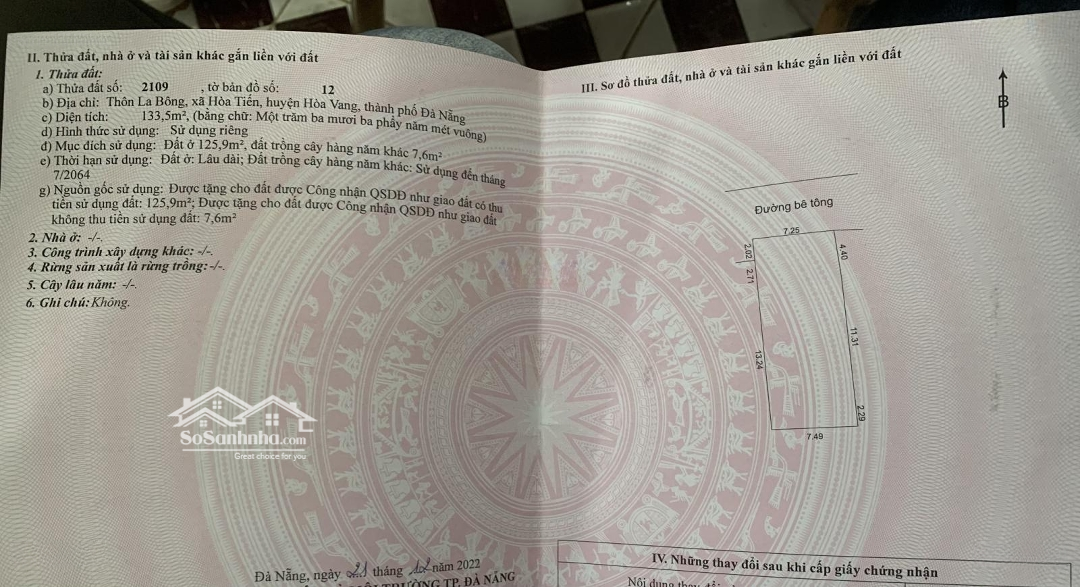 II. Thửa đất, nhà ở và tài sản khác gắn liền với đất
1. Thửa đất:
a) Thửa đất số: 2109 , tờ bản đồ số: 12
b) Địa chỉ: Thôn La Bông, xã Hòa Tiến, huyện Hòa Vang, thành phố Đà Nẵng
c) Diện tích: 133,5m², (bằng chữ: Một trăm ba mươi ba phẩy năm mét vuông)
d) Hình thức sử dụng: Sử dụng riêng
đ) Mục đích sử dụng: Đất ở 125,9m², đất trồng cây hàng năm khác 7,6m²
e) Thời hạn sử dụng: Đất ở: Lâu dài; Đất trồng cây hàng năm khác: Sử dụng đến tháng
7/2064
g) Nguồn gốc sử dụng: Được tặng cho đất được Công nhận QSDĐ như giao đất có thu
tiền sử dụng đất: 125,9m²; Được tặng cho đất được Công nhận QSDĐ như giao đất
không thu tiền sử dụng đất: 7,6m²
2. Nhà ở: -/-.
3. Công trình xây dựng khác: -/-.
4. Rừng sản xuất là rừng trồng: -/-.
5. Cây lâu năm: -/-.
6. Ghi chú: Không.
SoSanhnha.com
Great choice for you
Đà Nẵng, ngày 21 tháng 12 năm 2022
TRƯỜNG TP. ĐÀ NẴNG
III. Sơ đồ thửa đất, nhà ở và tài sản khác gắn liền với đất
B
Đường bê tông
7.25
2.02
4.40
2.71
11.31
13.24
2.29
7.49
IV. Những thay đổi sau khi cấp giấy chứng nhận
Nội dung thay đổi